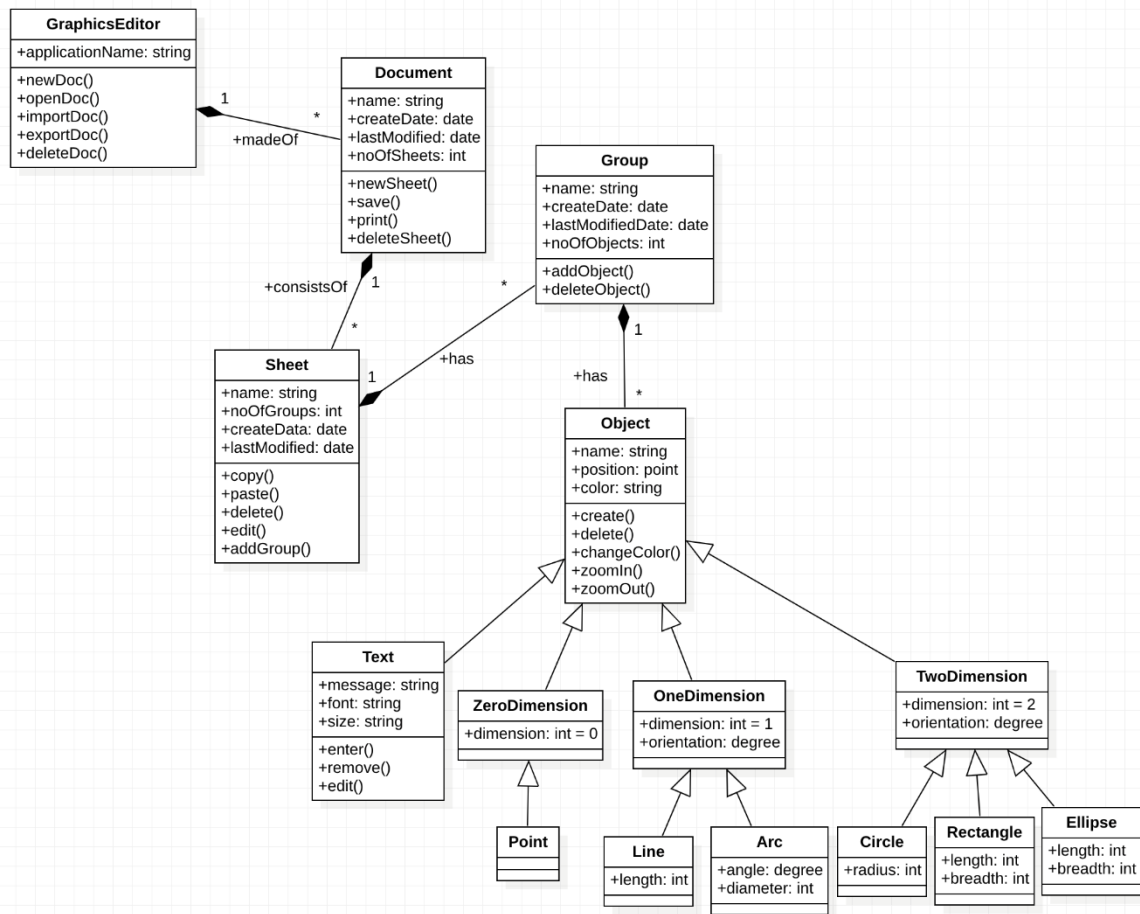 GraphicsEditor
+applicationName: string
+newDoc()
+openDoc()
+importDoc()
+exportDoc()
+deleteDoc()
1
*
+madeOf
Document
+name: string
+createDate: date
+lastModified: date
+noOfSheets: int
+newSheet()
+save()
+print()
+deleteSheet()
+consistsOf
1
*
Group
+name: string
+createDate: date
+lastModifiedDate: date
+noOfObjects: int
+addObject()
+deleteObject()
Sheet
+name: string
+noOfGroups: int
+createData: date
+lastModified: date
+copy()
+paste()
+delete()
+edit()
+addGroup()
1
*
+has
1
+has
*
Object
+name: string
+position: point
+color: string
+create()
+delete()
+changeColor()
+zoomIn()
+zoomOut()
Text
+message: string
+font: string
+size: string
+enter()
+remove()
+edit()
ZeroDimension
+dimension: int = 0
OneDimension
+dimension: int = 1
+orientation: degree
TwoDimension
+dimension: int = 2
+orientation: degree
Point
Line
+length: int
Arc
+angle: degree
+diameter: int
Circle
+radius: int
Rectangle
+length: int
+breadth: int
Ellipse
+length: int
+breadth: int